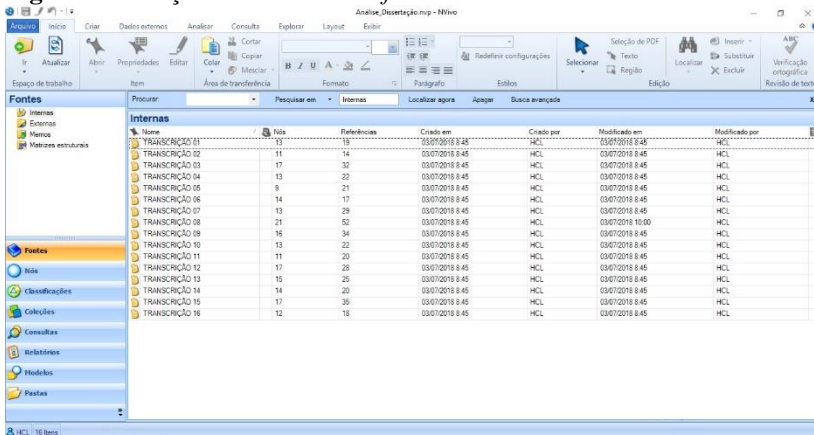 Análise_Dissertação.nvp - NVivo
Arquivo Início Criar Dados externos Analisar Consulta Explorar Layout Exibir
Ir Atualizar Abrir Propriedades Editar Colar Cortar Copiar Mesclar
B I U A
Redefinir configurações
Selecionar Seleção de PDF Texto Região Localizar Inserir Substituir Excluir
ABC Verificação ortográfica
Espaço de trabalho Item Área de transferência Formato Parágrafo Estilos Edição Revisão de text
Fontes
Internas
Externas
Memos
Matrizes estruturais
Fontes
Nós
Classificações
Coleções
Consultas
Relatórios
Modelos
Pastas
Procurar: Pesquisar em Internas Localizar agora Apagar Busca avançada x
Internas
Nome Nós Referências Criado em Criado por Modificado em Modificado por
TRANSCRIÇÃO 01 13 19 03/07/2018 8:45 HCL 03/07/2018 8:45 HCL
TRANSCRIÇÃO 02 11 14 03/07/2018 8:45 HCL 03/07/2018 8:45 HCL
TRANSCRIÇÃO 03 17 32 03/07/2018 8:45 HCL 03/07/2018 8:45 HCL
TRANSCRIÇÃO 04 13 22 03/07/2018 8:45 HCL 03/07/2018 8:45 HCL
TRANSCRIÇÃO 05 9 21 03/07/2018 8:45 HCL 03/07/2018 8:45 HCL
TRANSCRIÇÃO 06 14 17 03/07/2018 8:45 HCL 03/07/2018 8:45 HCL
TRANSCRIÇÃO 07 13 29 03/07/2018 8:45 HCL 03/07/2018 8:45 HCL
TRANSCRIÇÃO 08 21 52 03/07/2018 8:45 HCL 03/07/2018 10:00 HCL
TRANSCRIÇÃO 09 16 34 03/07/2018 8:45 HCL 03/07/2018 8:45 HCL
TRANSCRIÇÃO 10 13 22 03/07/2018 8:45 HCL 03/07/2018 8:45 HCL
TRANSCRIÇÃO 11 11 20 03/07/2018 8:45 HCL 03/07/2018 8:45 HCL
TRANSCRIÇÃO 12 17 28 03/07/2018 8:45 HCL 03/07/2018 8:45 HCL
TRANSCRIÇÃO 13 15 25 03/07/2018 8:45 HCL 03/07/2018 8:45 HCL
TRANSCRIÇÃO 14 14 20 03/07/2018 8:45 HCL 03/07/2018 8:45 HCL
TRANSCRIÇÃO 15 17 35 03/07/2018 8:45 HCL 03/07/2018 8:45 HCL
TRANSCRIÇÃO 16 12 18 03/07/2018 8:45 HCL 03/07/2018 8:45 HCL
HCL 16 Itens